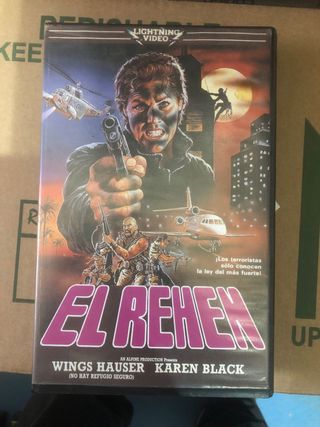 PERISHABLE
KEE
LIGHTNING
VIDEO
¡Los terroristas
sólo conocen
la ley del más fuerte!
EL REHEN
AN ALPINE PRODUCTION Presents
WINGS HAUSER KAREN BLACK
(NO HAY REFUGIO SEGURO)
UP